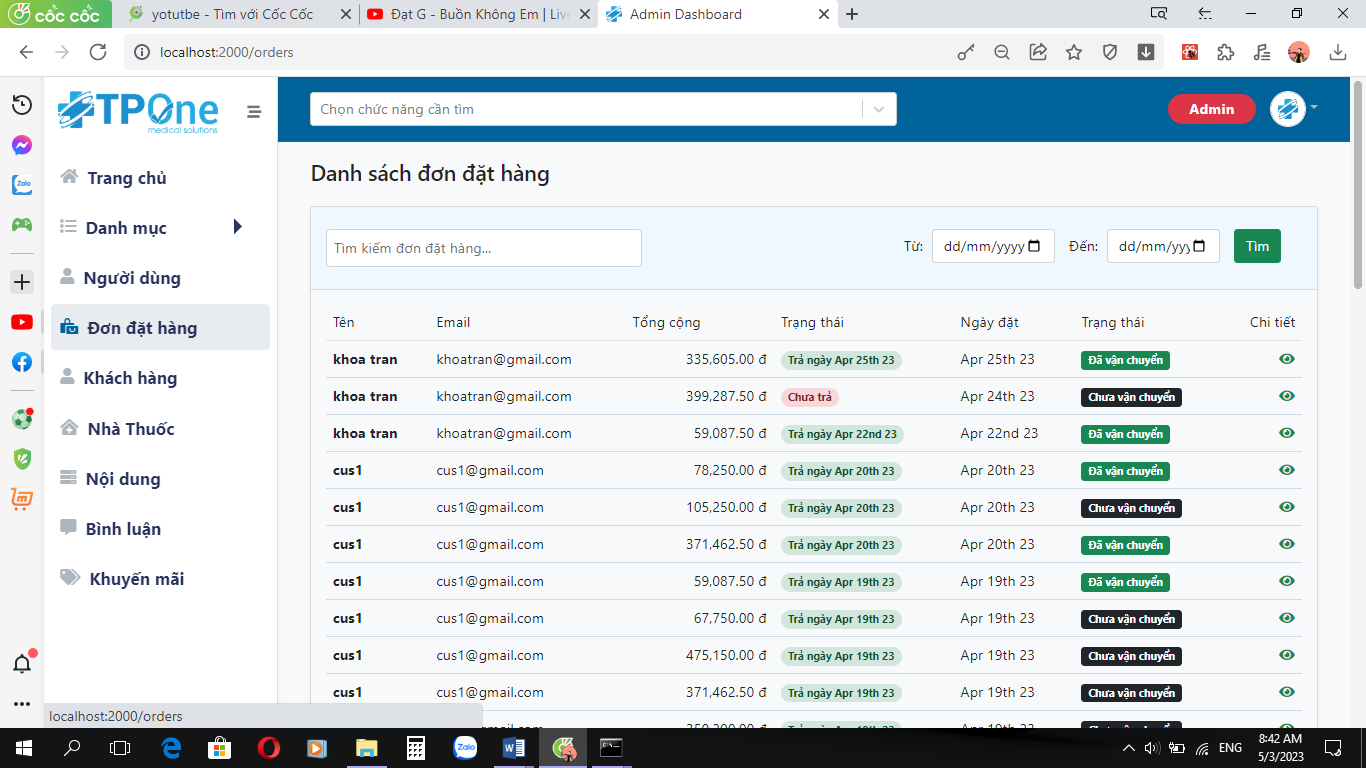 cốc cốc
yotutbe - Tìm với Cốc Cốc
Đạt G - Buồn Không Em | Live
Admin Dashboard
localhost:2000/orders
TPOne
medical solutions
Chọn chức năng cần tìm
Admin
Trang chủ
Danh mục
Người dùng
Đơn đặt hàng
Khách hàng
Nhà Thuốc
Nội dung
Bình luận
Khuyến mãi
Danh sách đơn đặt hàng
Tìm kiếm đơn đặt hàng...
Từ: dd/mm/yyyy Đến: dd/mm/yyyy Tìm
Tên Email Tổng cộng Trạng thái Ngày đặt Trạng thái Chi tiết
khoa tran khoatran@gmail.com 335,605.00 đ Trả ngày Apr 25th 23 Apr 25th 23 Đã vận chuyển
khoa tran khoatran@gmail.com 399,287.50 đ Chưa trả Apr 24th 23 Chưa vận chuyển
khoa tran khoatran@gmail.com 59,087.50 đ Trả ngày Apr 22nd 23 Apr 22nd 23 Đã vận chuyển
cus1 cus1@gmail.com 78,250.00 đ Trả ngày Apr 20th 23 Apr 20th 23 Đã vận chuyển
cus1 cus1@gmail.com 105,250.00 đ Trả ngày Apr 20th 23 Apr 20th 23 Chưa vận chuyển
cus1 cus1@gmail.com 371,462.50 đ Trả ngày Apr 20th 23 Apr 20th 23 Đã vận chuyển
cus1 cus1@gmail.com 59,087.50 đ Trả ngày Apr 19th 23 Apr 19th 23 Đã vận chuyển
cus1 cus1@gmail.com 67,750.00 đ Trả ngày Apr 19th 23 Apr 19th 23 Chưa vận chuyển
cus1 cus1@gmail.com 475,150.00 đ Trả ngày Apr 19th 23 Apr 19th 23 Chưa vận chuyển
cus1 cus1@gmail.com 371,462.50 đ Trả ngày Apr 19th 23 Apr 19th 23 Chưa vận chuyển
localhost:2000/orders
Zalo
ENG
8:42 AM
5/3/2023